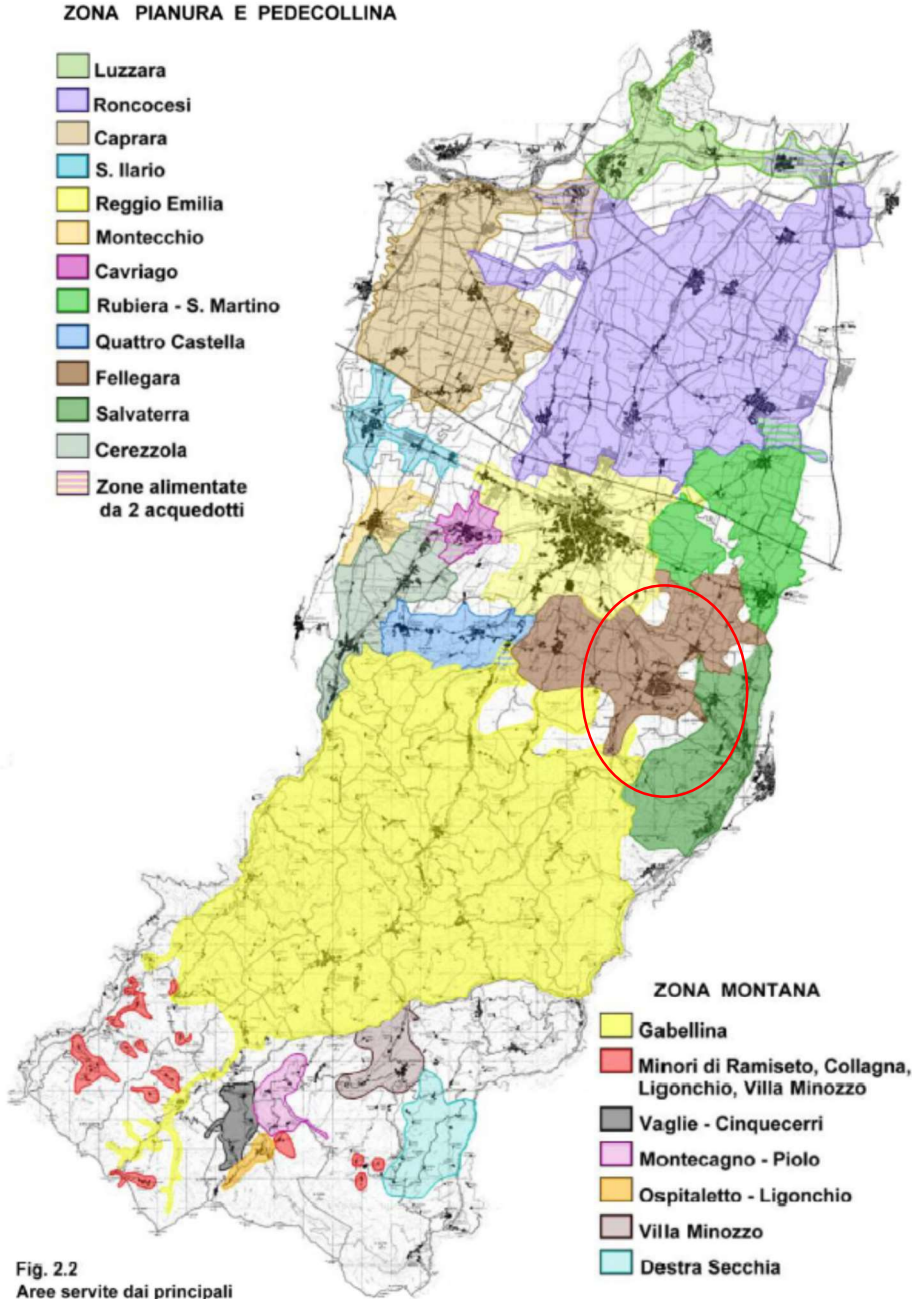 ZONA PIANURA E PEDECOLLINA
Luzzara
Roncocesi
Caprara
S. Ilario
Reggio Emilia
Montecchio
Cavriago
Rubiera - S. Martino
Quattro Castella
Fellegara
Salvaterra
Cerezzola
Zone alimentate
da 2 acquedotti
ZONA MONTANA
Gabellina
Minori di Ramiseto, Collagna,
Ligonchio, Villa Minozzo
Vaglie - Cinquecerri
Montecagno - Piolo
Ospitaletto - Ligonchio
Villa Minozzo
Destra Secchia
Fig. 2.2
Aree servite dai principali